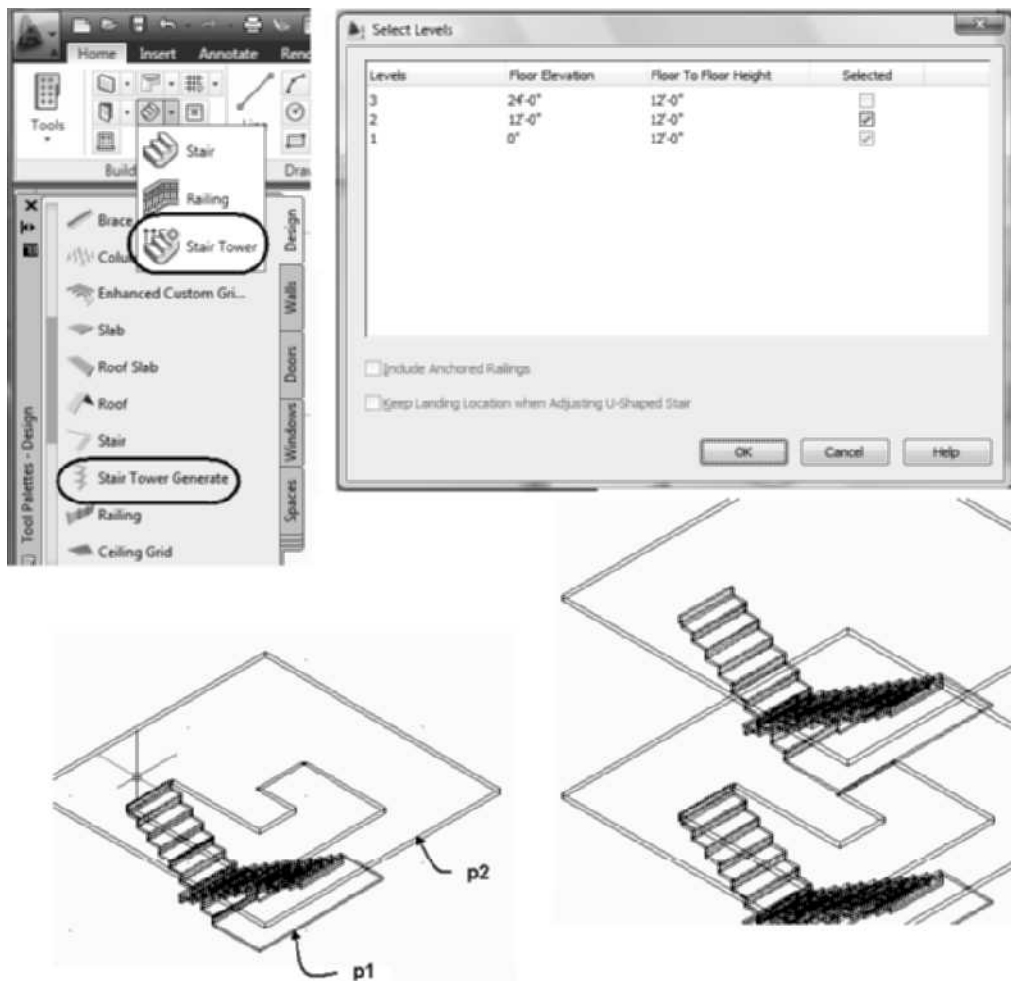 Home Insert Annotate
Tools
Build
Stair
Railing
Stair Tower
Brace
Enhanced Custom Gri...
Slab
Roof Slab
Roof
Stair
Stair Tower Generate
Railing
Ceiling Grid
Design
Walls
Doors
Windows
Spaces
Tool Palettes - Design
Select Levels
Levels Floor Elevation Floor To Floor Height Selected
3 24'-0" 12'-0"
2 12'-0" 12'-0"
1 0" 12'-0"
Include Anchored Railings
Keep Landing Location when Adjusting U-Shaped Stair
OK Cancel Help
p2
p1